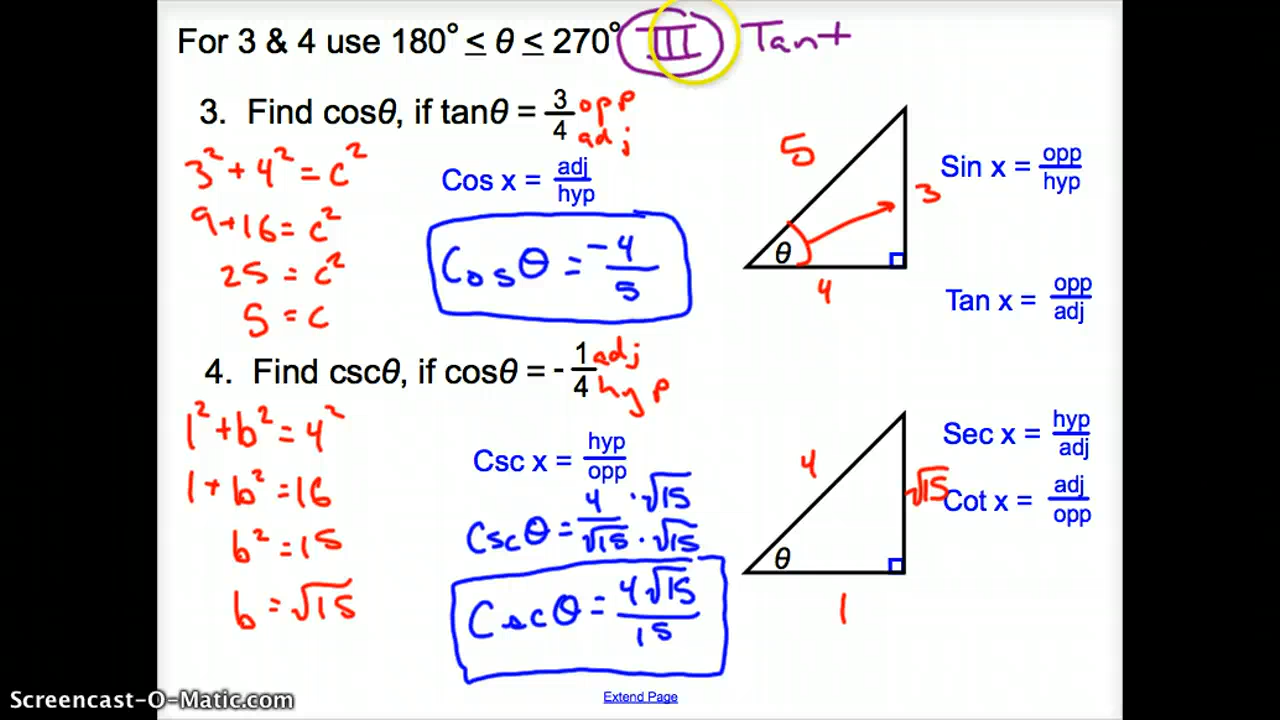 For 3 & 4 use 180° ≤ θ ≤ 270° III Tan +
3. Find cosθ, if tanθ = 3/4 opp/adj
3² + 4² = c²
9 + 16 = c²
25 = c²
5 = c
Cos x = adj/hyp
Cos θ = -4/5
5
3
θ
4
Sin x = opp/hyp
Tan x = opp/adj
4. Find cscθ, if cosθ = - 1/4 adj/hyp
1² + b² = 4²
1 + b² = 16
b² = 15
b = √15
Csc x = hyp/opp
Csc θ = 4/√15 · √15/√15
Csc θ = 4√15/15
4
√15
θ
1
Sec x = hyp/adj
Cot x = adj/opp
Extend Page
Screencast-O-Matic.com